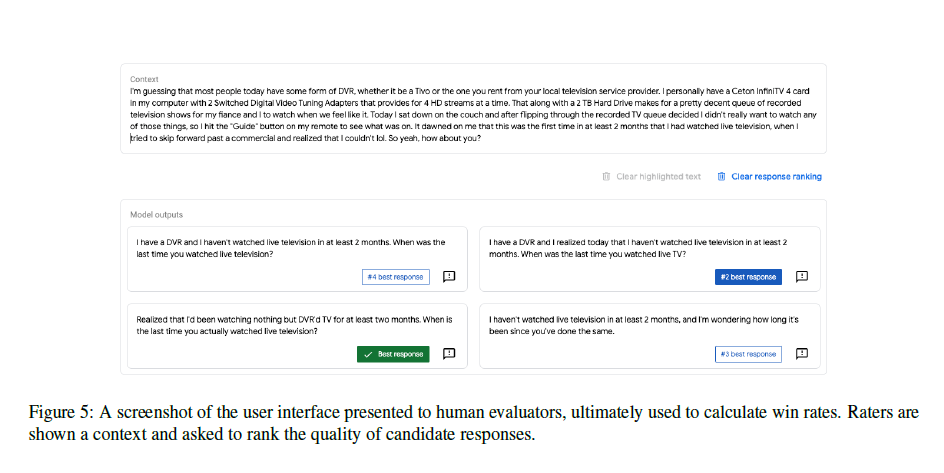 Context
I'm guessing that most people today have some form of DVR, whether it be a Tivo or the one you rent from your local television service provider. I personally have a Ceton InfiniTV 4 card
in my computer with 2 Switched Digital Video Tuning Adapters that provides for 4 HD streams at a time. That along with a 2 TB Hard Drive makes for a pretty decent queue of recorded
television shows for my fiance and I to watch when we feel like it. Today I sat down on the couch and after flipping through the recorded TV queue decided I didn't really want to watch any
of those things, so I hit the "Guide" button on my remote to see what was on. It dawned on me that this was the first time in at least 2 months that I had watched live television, when I
tried to skip forward past a commercial and realized that I couldn't lol. So yeah, how about you?
Clear highlighted text
Clear response ranking
Model outputs
I have a DVR and I haven't watched live television in at least 2 months. When was the
last time you watched live television?
#4 best response
I have a DVR and I realized today that I haven't watched live television in at least 2
months. When was the last time you watched live TV?
#2 best response
Realized that I'd been watching nothing but DVR'd TV for at least two months. When is
the last time you actually watched live television?
Best response
I haven't watched live television in at least 2 months, and I'm wondering how long it's
been since you've done the same.
#3 best response
Figure 5: A screenshot of the user interface presented to human evaluators, ultimately used to calculate win rates. Raters are
shown a context and asked to rank the quality of candidate responses.